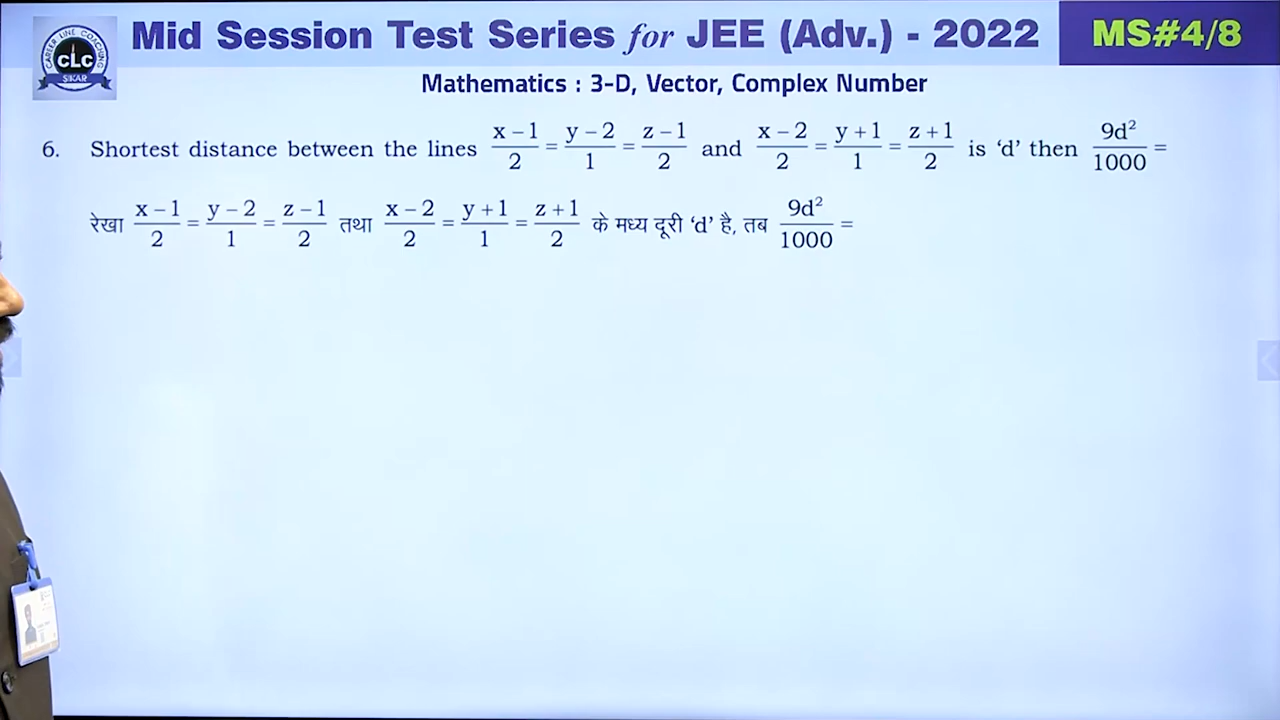 CAREER LINE COACHING
CLC
SIKAR
Mid Session Test Series for JEE (Adv.) - 2022
MS#4/8
Mathematics : 3-D, Vector, Complex Number
6. Shortest distance between the lines (x – 1)/2 = (y – 2)/1 = (z – 1)/2 and (x – 2)/2 = (y + 1)/1 = (z + 1)/2 is ‘d’ then 9d²/1000 =
रेखा (x – 1)/2 = (y – 2)/1 = (z – 1)/2 तथा (x – 2)/2 = (y + 1)/1 = (z + 1)/2 के मध्य दूरी ‘d’ है, तब 9d²/1000 =